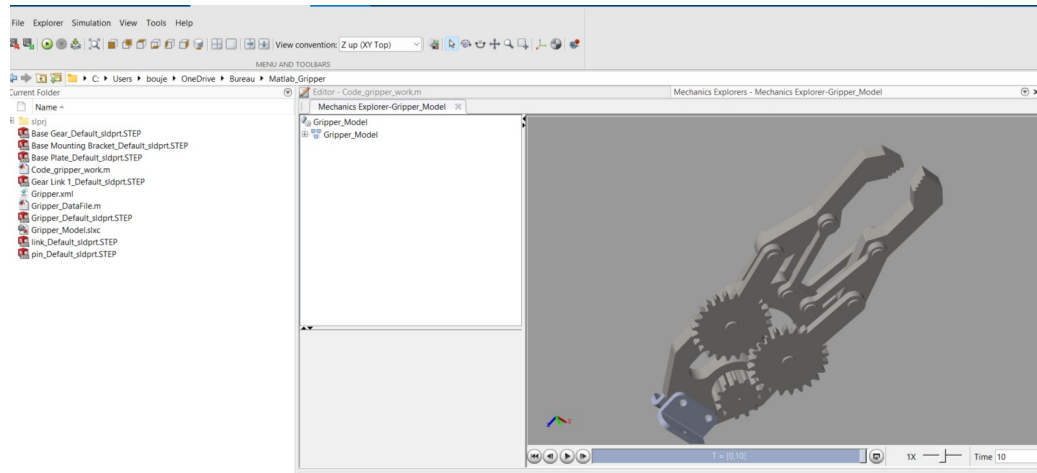 File Explorer Simulation View Tools Help
View convention: Z up (XY Top)
MENU AND TOOLBARS
C: Users bouje OneDrive Bureau Matlab_Gripper
Current Folder
Editor - Code_gripper_work.m
Mechanics Explorers - Mechanics Explorer-Gripper_Model
Name
Mechanics Explorer-Gripper_Model
slprj
Base Gear_Default_sldprt.STEP
Base Mounting Bracket_Default_sldprt.STEP
Base Plate_Default_sldprt.STEP
Code_gripper_work.m
Gear Link 1_Default_sldprt.STEP
Gripper.xml
Gripper_DataFile.m
Gripper_Default_sldprt.STEP
Gripper_Model.slxc
link_Default_sldprt.STEP
pin_Default_sldprt.STEP
Gripper_Model
Gripper_Model
T = [0,10]
1X
Time 10